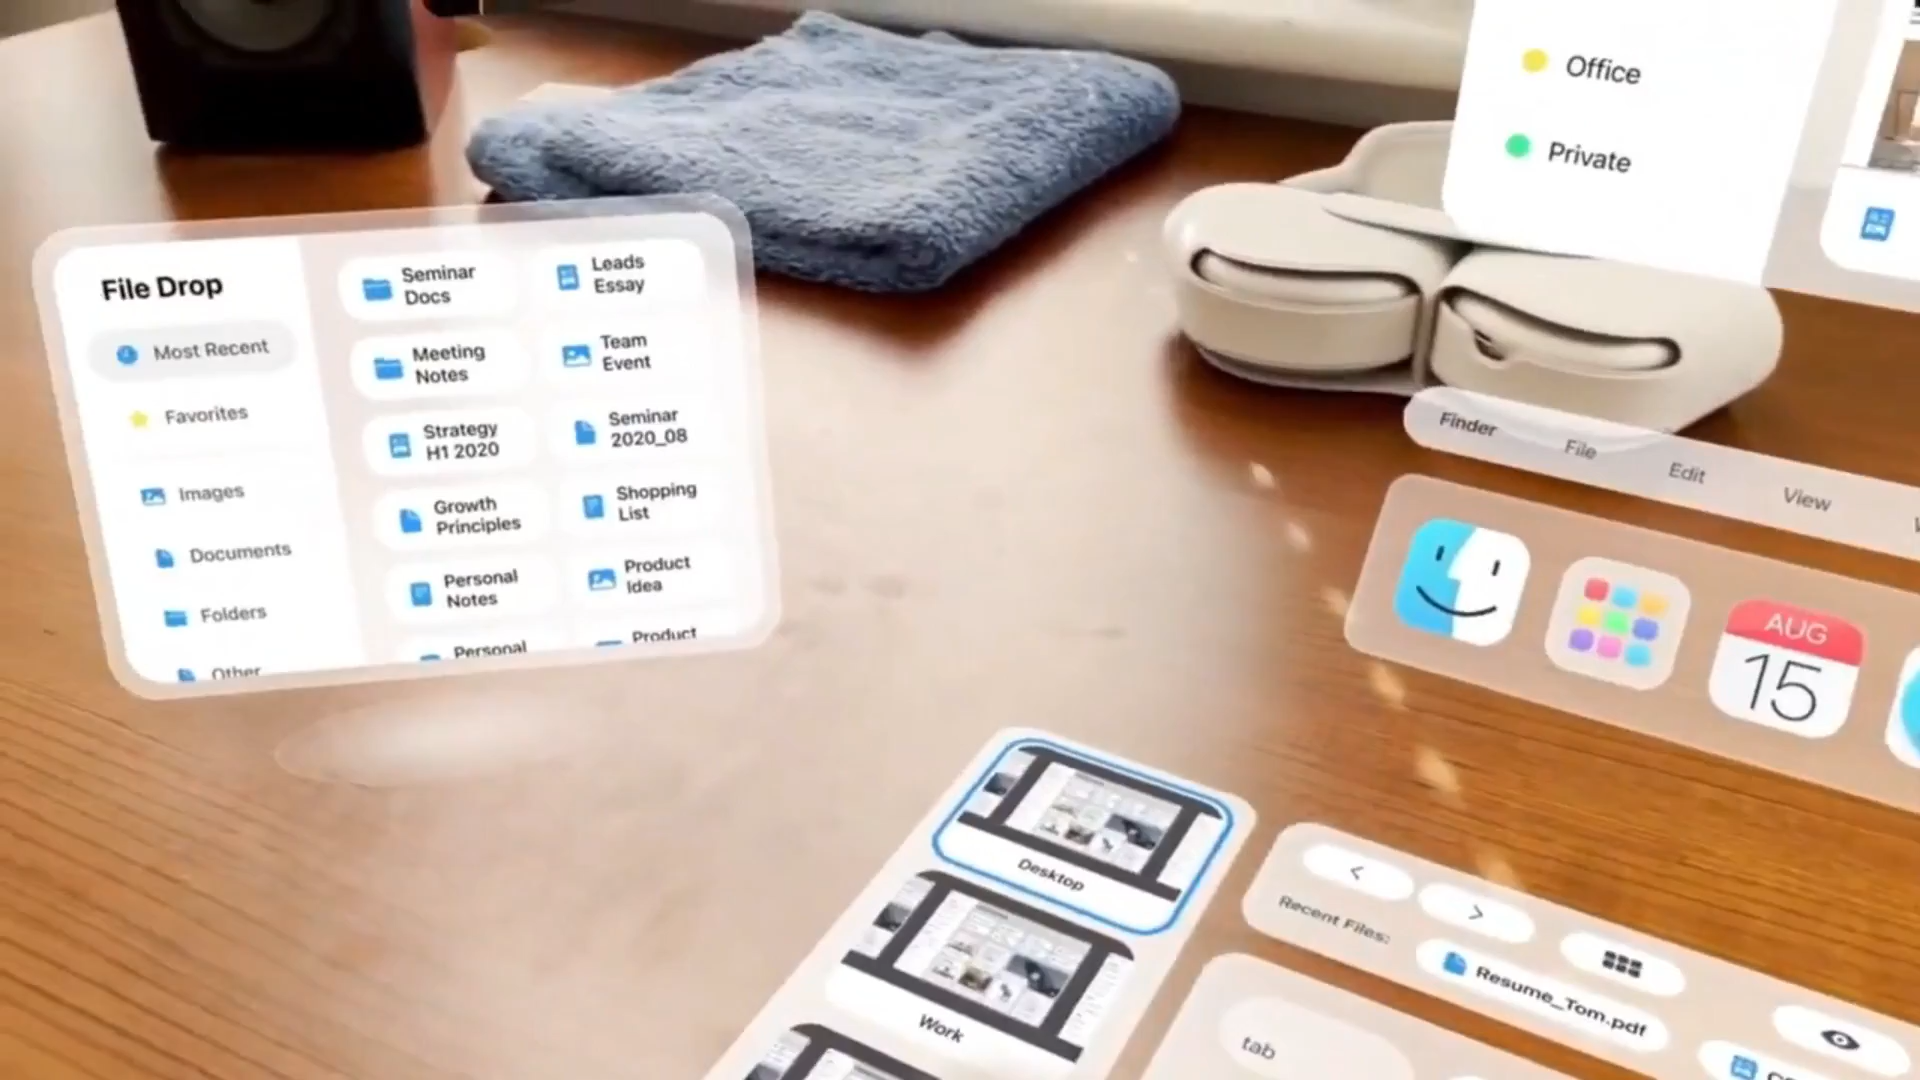 File Drop
Most Recent
Favorites
Images
Documents
Folders
Other
Seminar
Docs
Meeting
Notes
Strategy
H1 2020
Growth
Principles
Personal
Notes
Personal
Leads
Essay
Team
Event
Seminar
2020_08
Shopping
List
Product
Idea
Product
Office
Private
Finder
File
Edit
View
AUG
15
Desktop
Work
<
>
Recent Files:
Resume_Tom.pdf
tab